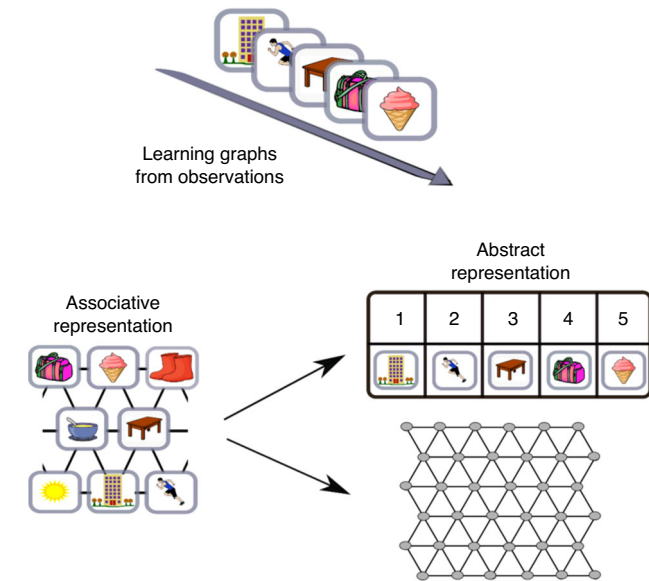 Learning graphs
from observations
Abstract
representation
Associative
representation
1 2 3 4 5